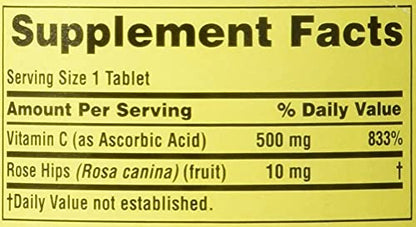 Supplement Facts
Serving Size 1 Tablet
Amount Per Serving % Daily Value
Vitamin C (as Ascorbic Acid) 500 mg 833%
Rose Hips (Rosa canina) (fruit) 10 mg †
†Daily Value not established.